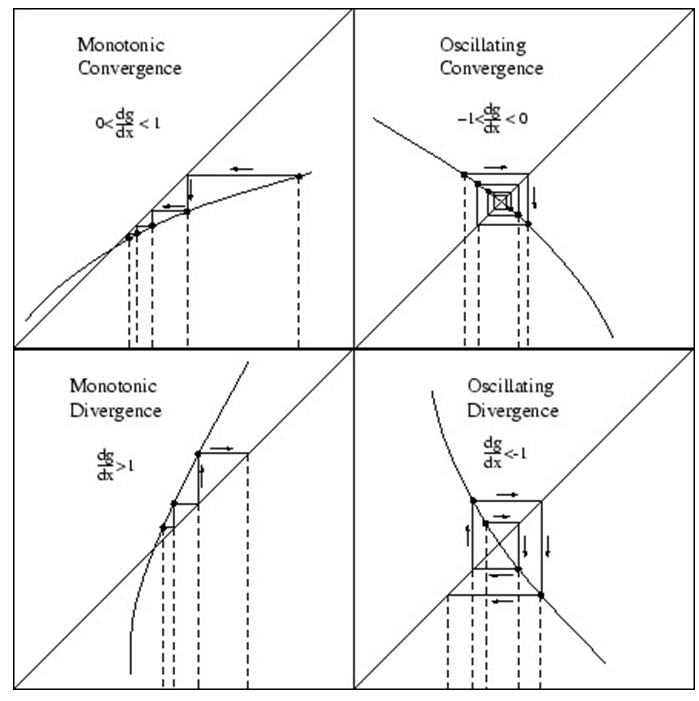 Monotonic
Convergence
0<dg/dx < 1
Oscillating
Convergence
−1<dg/dx < 0
Monotonic
Divergence
dg/dx>1
Oscillating
Divergence
dg/dx<-1